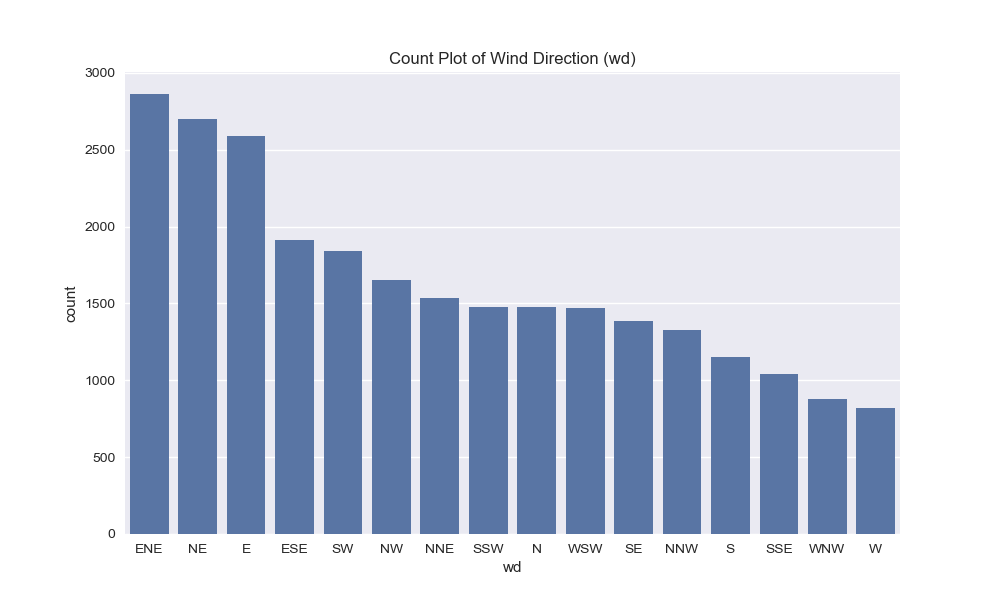 Count Plot of Wind Direction (wd)
3000
2500
2000
1500
1000
500
0
count
ENE NE E ESE SW NW NNE SSW N WSW SE NNW S SSE WNW W
wd